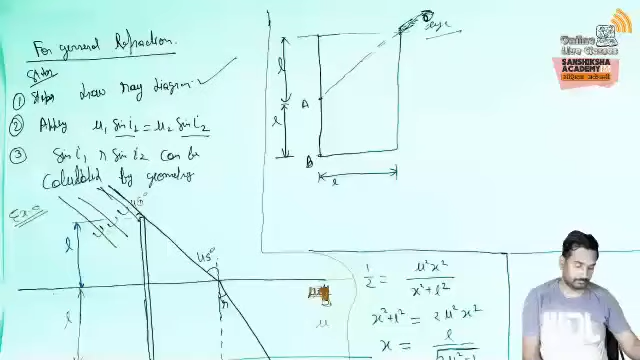 For general Refraction.
Steps
① Steps draw ray diagram
② Apply μ₁ sin i₁ = μ₂ sin i₂
③ Sin i₁ & Sin i₂ can be
Calculated by geometry
Ex-
45°
l
45°
r
l
μ
l
A
l
B
l
eye
1/2 = μ²x²/(x²+l²)
x²+l² = 2μ²x²
x = l/√(2μ²-1)
Online
Live Classes
SANSHIKSHA
ACADEMY